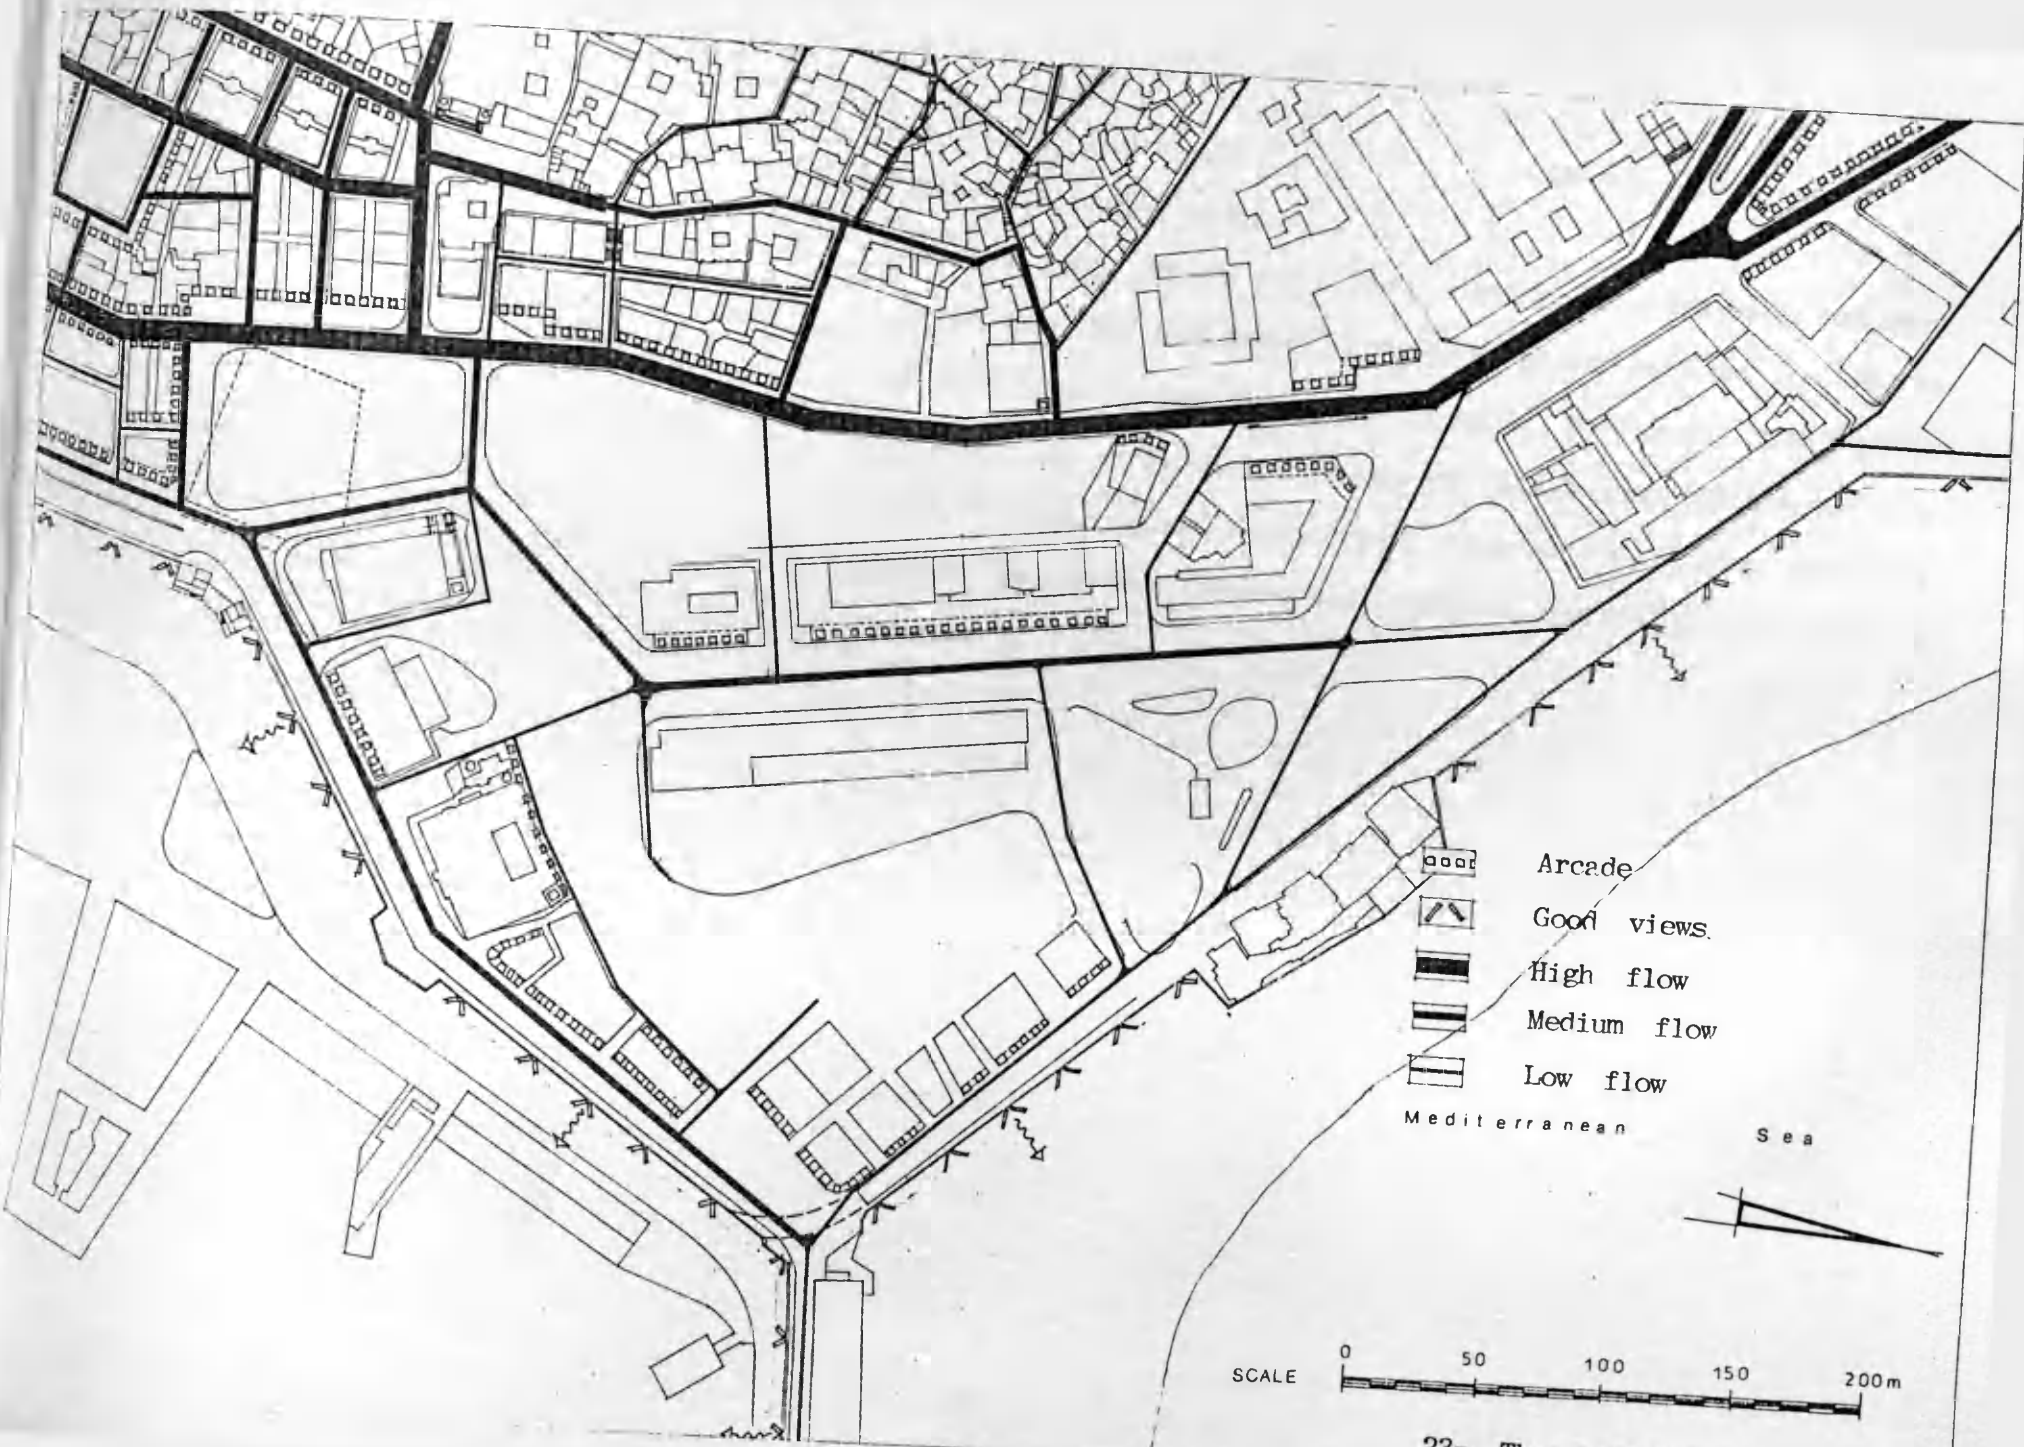 Arcade
Good views.
High flow
Medium flow
Low flow
Mediterranean Sea
SCALE 0 50 100 150 200m